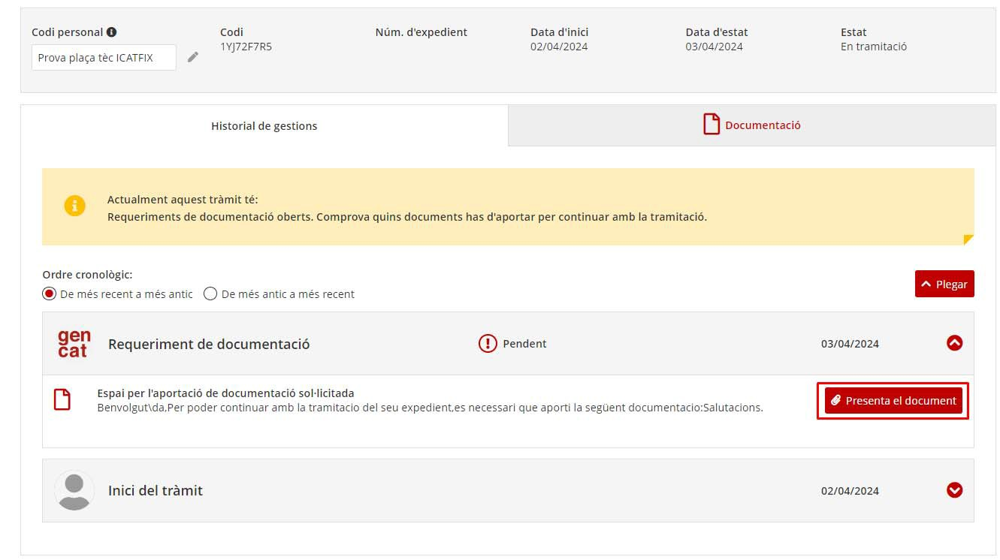 Codi personal
Codi
Núm. d'expedient
Data d'inici
Data d'estat
Estat
Prova plaça tèc ICATFIX
1YJ72F7R5
02/04/2024
03/04/2024
En tramitació
Historial de gestions
Documentació
Actualment aquest tràmit té:
Requeriments de documentació oberts. Comprova quins documents has d'aportar per continuar amb la tramitació.
Ordre cronològic:
De més recent a més antic
De més antic a més recent
Plegar
gen
cat
Requeriment de documentació
Pendent
03/04/2024
Espai per l'aportació de documentació sol·licitada
Benvolgut\da,Per poder continuar amb la tramitacio del seu expedient,es necessari que aporti la següent documentacio:Salutacions.
Presenta el document
Inici del tràmit
02/04/2024